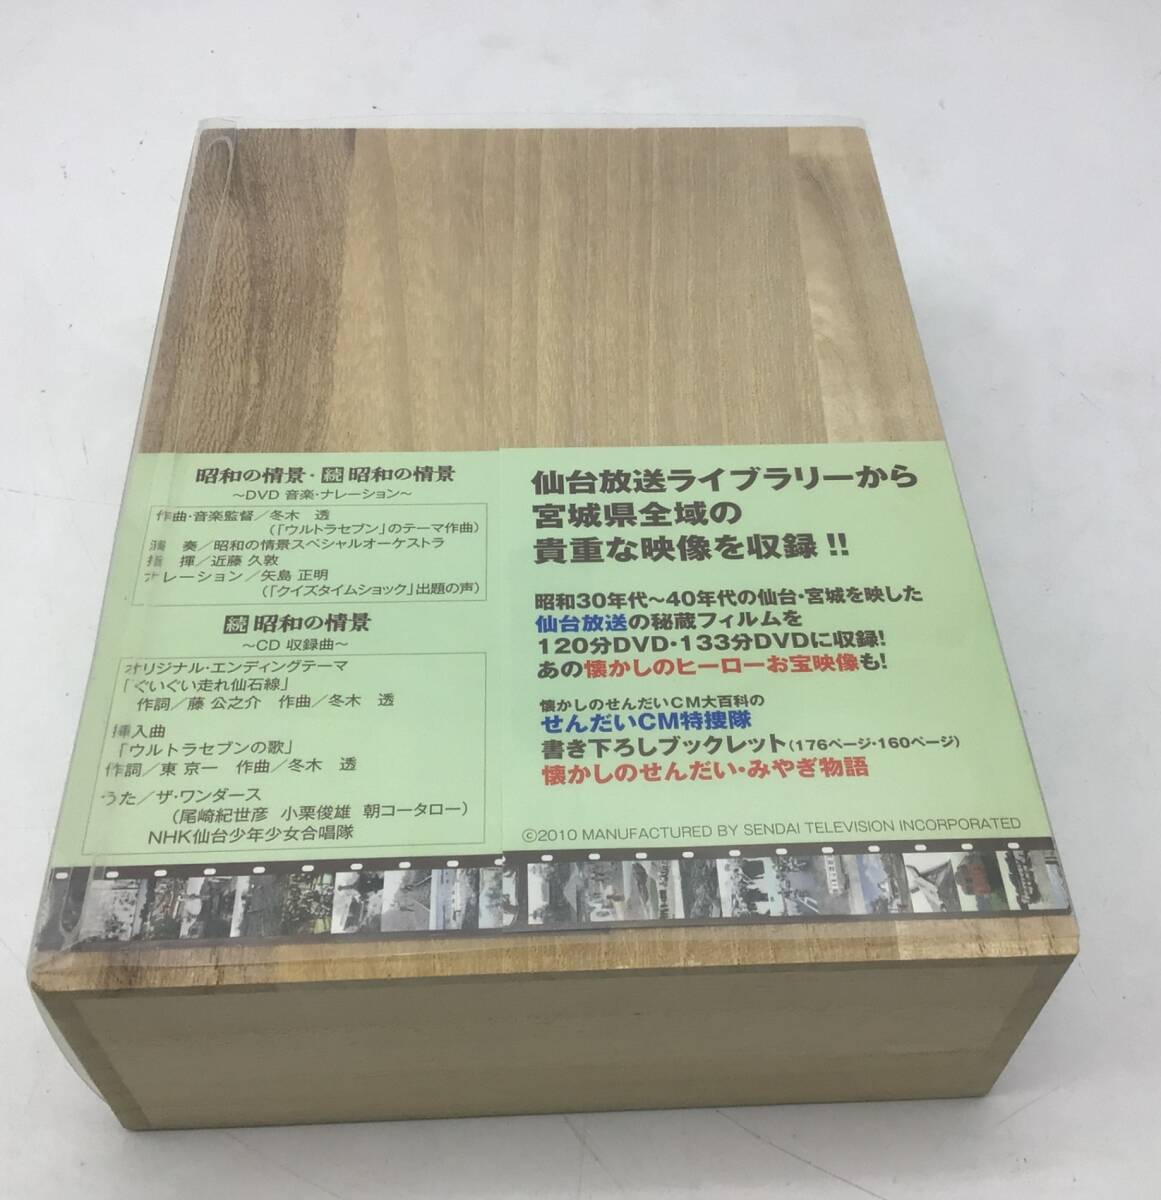 昭和の情景・続 昭和の情景
～DVD 音楽・ナレーション～
作曲・音楽監督／冬木 透
(「ウルトラセブン」のテーマ作曲)
演 奏／昭和の情景スペシャルオーケストラ
指 揮／近藤 久敦
ナレーション／矢島 正明
(「クイズタイムショック」出題の声)
続 昭和の情景
～CD 収録曲～
オリジナル・エンディングテーマ
「ぐいぐい走れ仙石線」
作詞／藤 公之介 作曲／冬木 透
挿入曲
「ウルトラセブンの歌」
作詞／東 京一 作曲／冬木 透
うた／ザ・ワンダース
(尾崎紀世彦 小栗俊雄 朝コータロー)
NHK仙台少年少女合唱隊
仙台放送ライブラリーから
宮城県全域の
貴重な映像を収録!!
昭和30年代～40年代の仙台・宮城を映した
仙台放送の秘蔵フィルムを
120分DVD・133分DVDに収録!
あの懐かしのヒーローお宝映像も!
懐かしのせんだいCM大百科の
せんだいCM特捜隊
書き下ろしブックレット(176ページ・160ページ)
懐かしのせんだい・みやぎ物語
©2010 MANUFACTURED BY SENDAI TELEVISION INCORPORATED